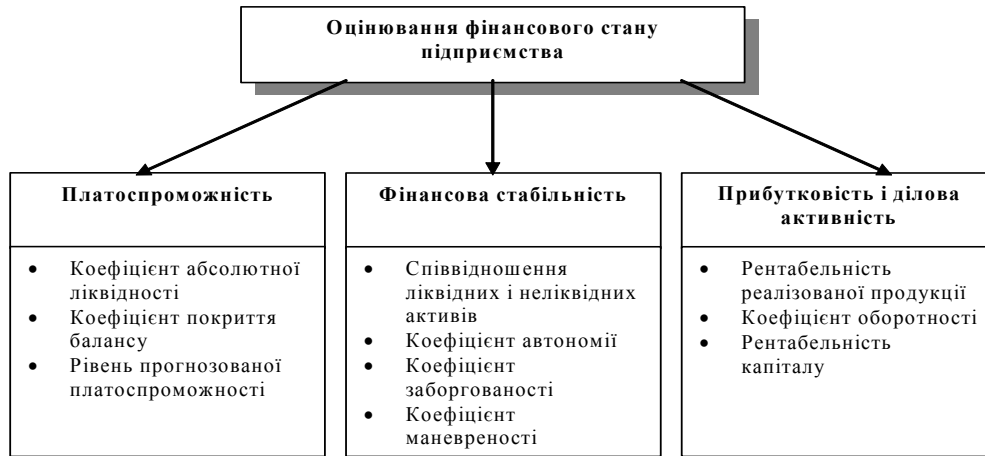 Оцінювання фінансового стану
підприємства
Платоспроможність
• Коефіцієнт абсолютної
ліквідності
• Коефіцієнт покриття
балансу
• Рівень прогнозованої
платоспроможності
Фінансова стабільність
• Співвідношення
ліквідних і неліквідних
активів
• Коефіцієнт автономії
• Коефіцієнт
заборгованості
• Коефіцієнт
маневреності
Прибутковість і ділова
активність
• Рентабельність
реалізованої продукції
• Коефіцієнт оборотності
• Рентабельність
капіталу